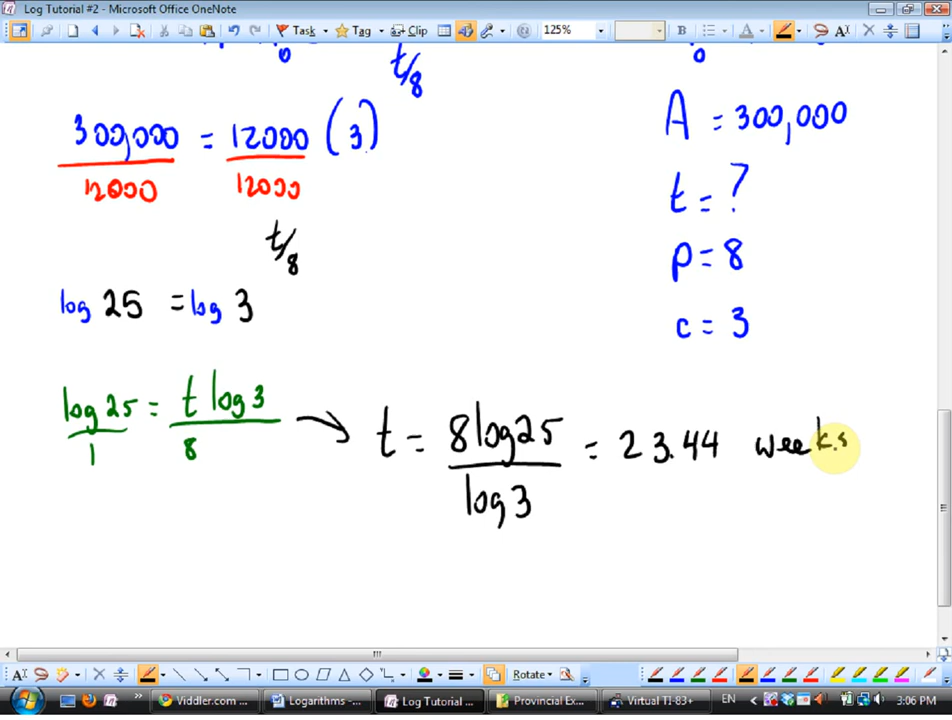 Log Tutorial #2 - Microsoft Office OneNote
Task Tag Clip 125% B A
t/8
300,000 = 12000 (3)
12000 12000
A = 300,000
t = ?
p = 8
c = 3
t/8
log 25 = log 3
log 25 = t log 3
1 8
t = 8 log 25 = 23.44 weeks
log 3
Rotate
Viddler.com - ... Logarithms - ... Log Tutorial ... Provincial Ex... Virtual TI-83+ EN 3:06 PM